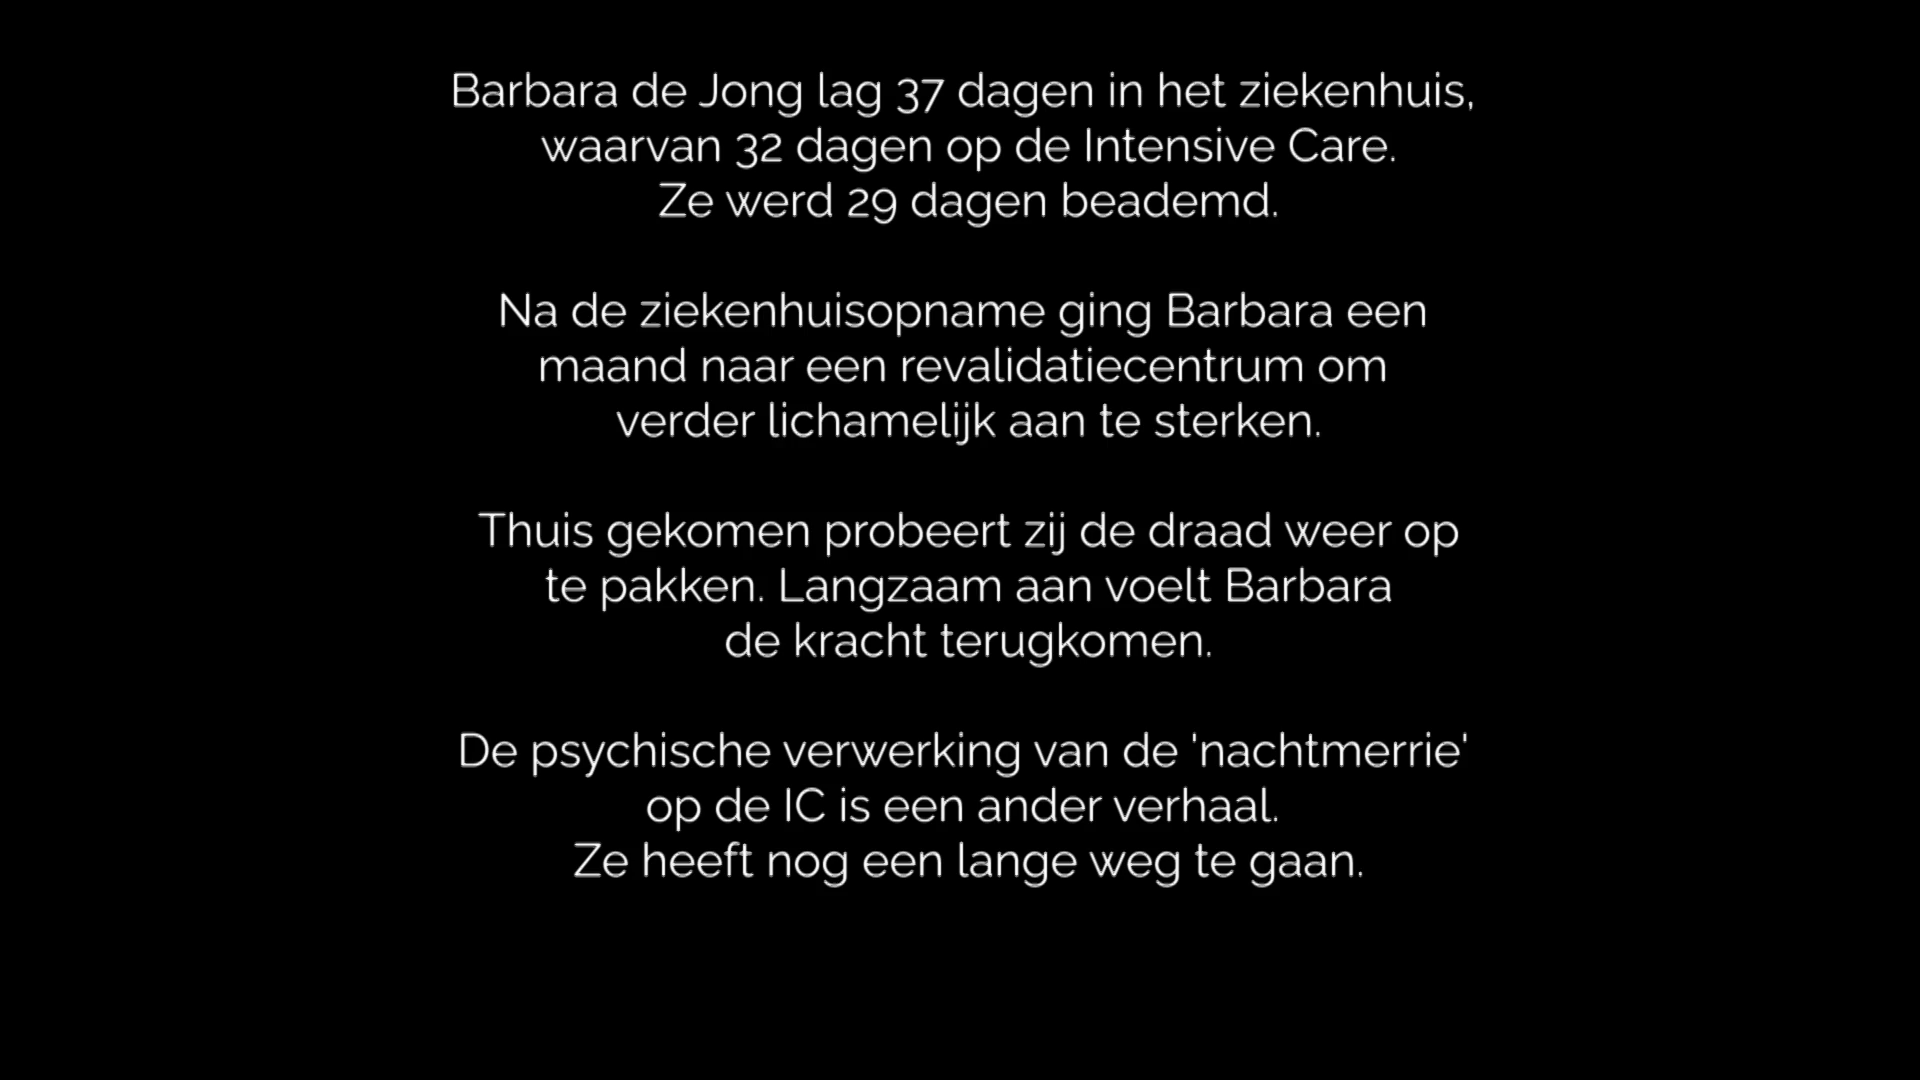 Barbara de Jong lag 37 dagen in het ziekenhuis,
waarvan 32 dagen op de Intensive Care.
Ze werd 29 dagen beademd.
Na de ziekenhuisopname ging Barbara een
maand naar een revalidatiecentrum om
verder lichamelijk aan te sterken.
Thuis gekomen probeert zij de draad weer op
te pakken. Langzaam aan voelt Barbara
de kracht terugkomen.
De psychische verwerking van de 'nachtmerrie'
op de IC is een ander verhaal.
Ze heeft nog een lange weg te gaan.